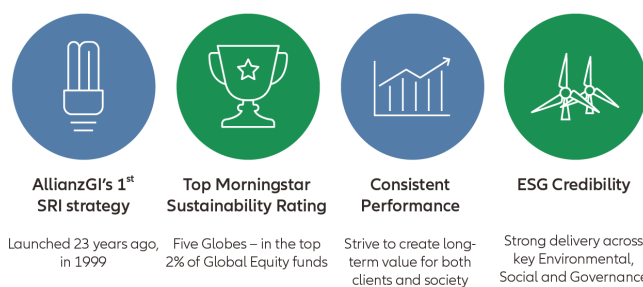 AllianzGI's 1st
SRI strategy
Launched 23 years ago,
in 1999
Top Morningstar
Sustainability Rating
Five Globes – in the top
2% of Global Equity funds
Consistent
Performance
Strive to create long-
term value for both
clients and society
ESG Credibility
Strong delivery across
key Environmental,
Social and Governance